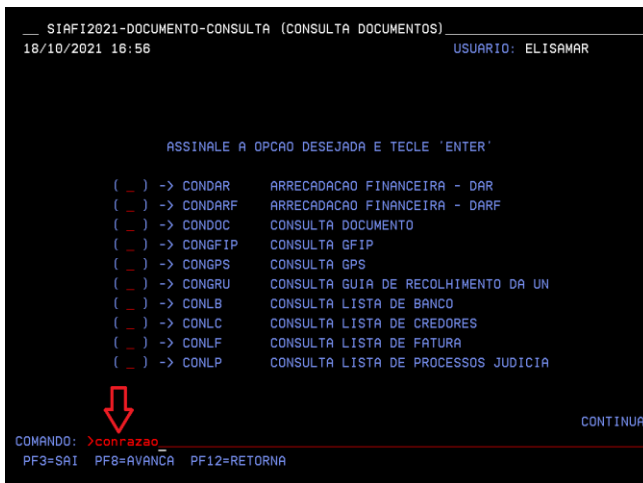 __ SIAFI2021-DOCUMENTO-CONSULTA (CONSULTA DOCUMENTOS)
18/10/2021 16:56 USUARIO: ELISAMAR
ASSINALE A OPCAO DESEJADA E TECLE 'ENTER'
( _ ) -> CONDAR ARRECADACAO FINANCEIRA - DAR
( _ ) -> CONDARF ARRECADACAO FINANCEIRA - DARF
( _ ) -> CONDOC CONSULTA DOCUMENTO
( _ ) -> CONGFIP CONSULTA GFIP
( _ ) -> CONGPS CONSULTA GPS
( _ ) -> CONGRU CONSULTA GUIA DE RECOLHIMENTO DA UN
( _ ) -> CONLB CONSULTA LISTA DE BANCO
( _ ) -> CONLC CONSULTA LISTA DE CREDORES
( _ ) -> CONLF CONSULTA LISTA DE FATURA
( _ ) -> CONLP CONSULTA LISTA DE PROCESSOS JUDICIA
CONTINUA
COMANDO: >conrazao
PF3=SAI PF8=AVANCA PF12=RETORNA